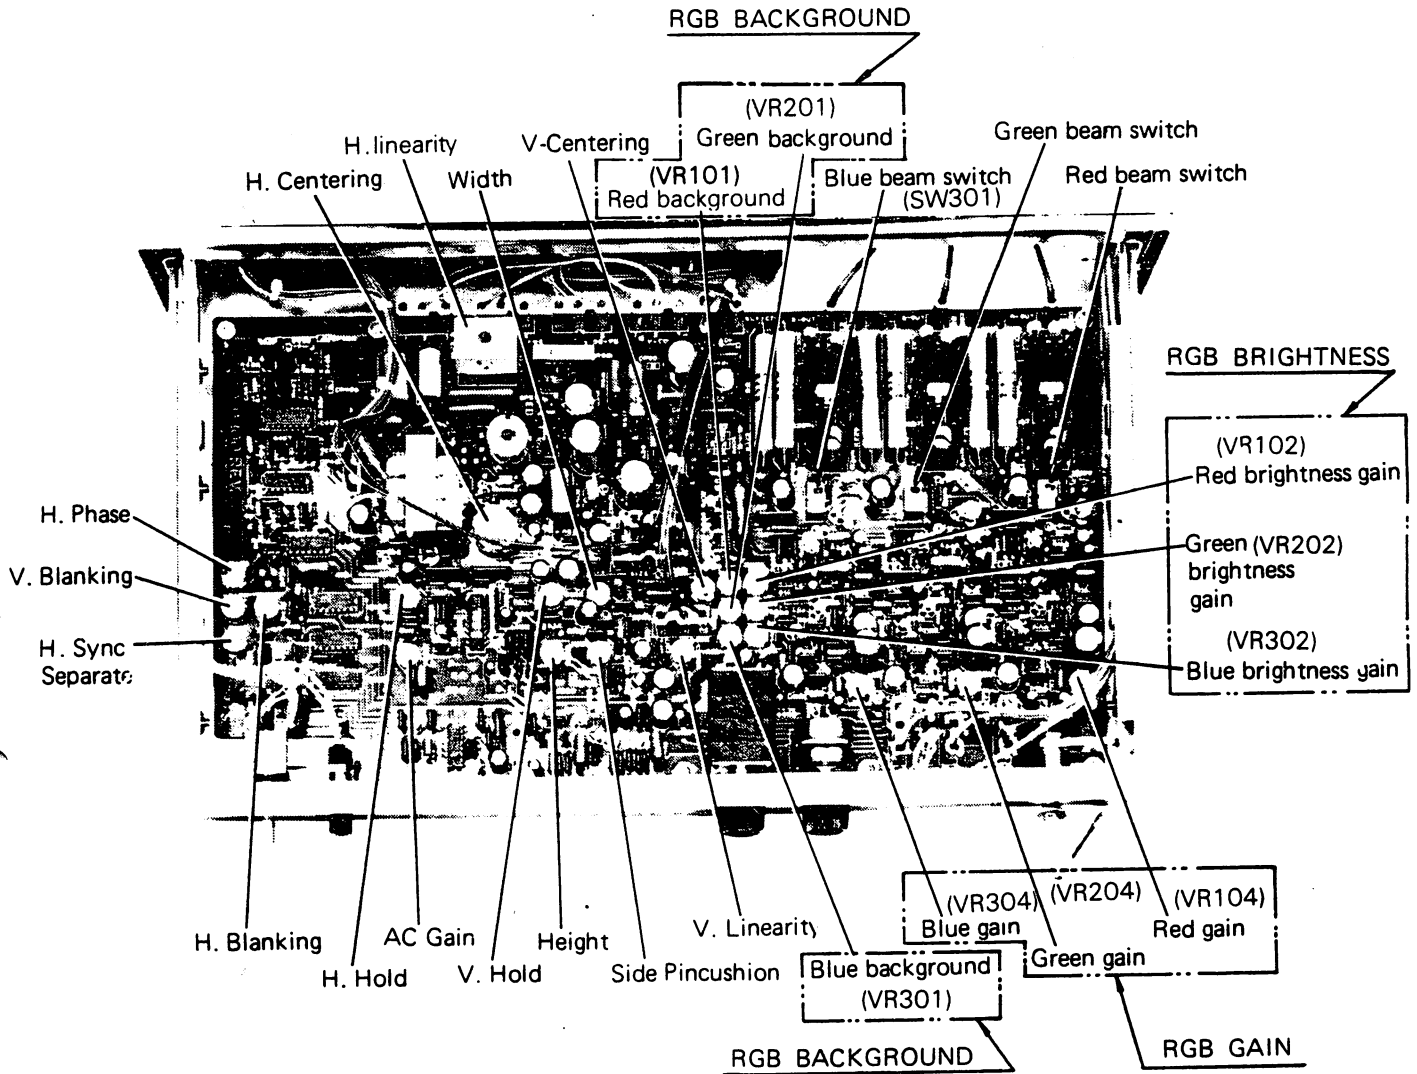 RGB BACKGROUND
(VR201)
Green background
Green beam switch
H. linearity
V-Centering
H. Centering
Width
(VR101)
Red background
Blue beam switch
(SW301)
Red beam switch
RGB BRIGHTNESS
(VR102)
Red brightness gain
H. Phase
Green (VR202)
brightness
gain
V. Blanking
(VR302)
Blue brightness gain
H. Sync
Separate
(VR304)
(VR204)
(VR104)
Blue gain
Red gain
H. Blanking
AC Gain
Height
V. Linearity
Green gain
H. Hold
V. Hold
Side Pincushion
Blue background
(VR301)
RGB BACKGROUND
RGB GAIN